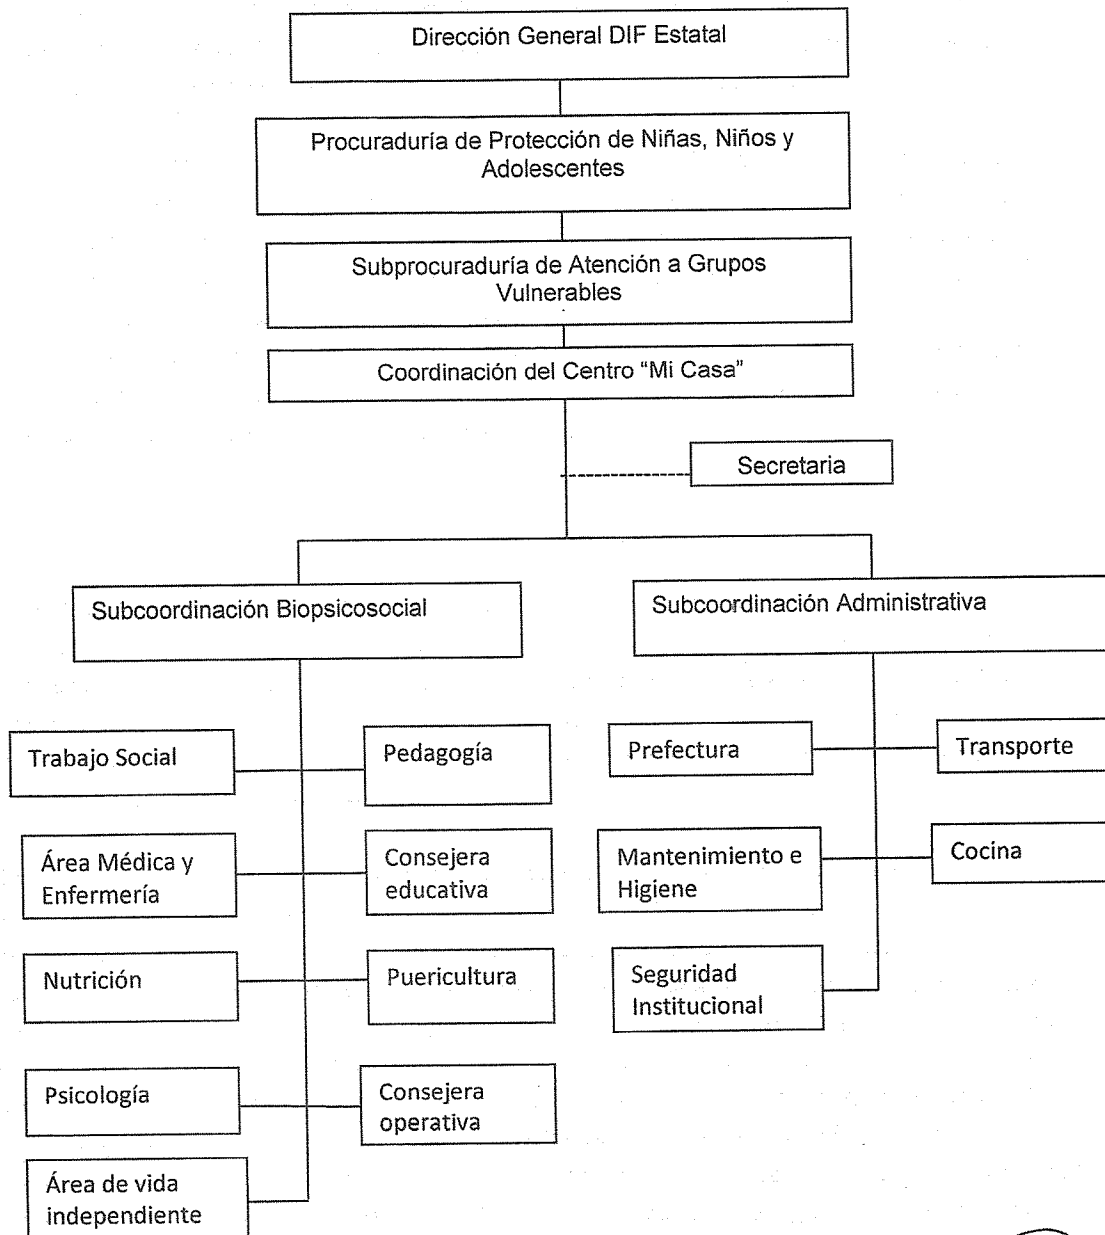 Dirección General DIF Estatal
Procuraduría de Protección de Niñas, Niños y
Adolescentes
Subprocuraduría de Atención a Grupos
Vulnerables
Coordinación del Centro “Mi Casa”
Secretaria
Subcoordinación Biopsicosocial
Subcoordinación Administrativa
Trabajo Social
Pedagogía
Prefectura
Transporte
Área Médica y
Enfermería
Consejera
educativa
Mantenimiento e
Higiene
Cocina
Nutrición
Puericultura
Seguridad
Institucional
Psicología
Consejera
operativa
Área de vida
independiente